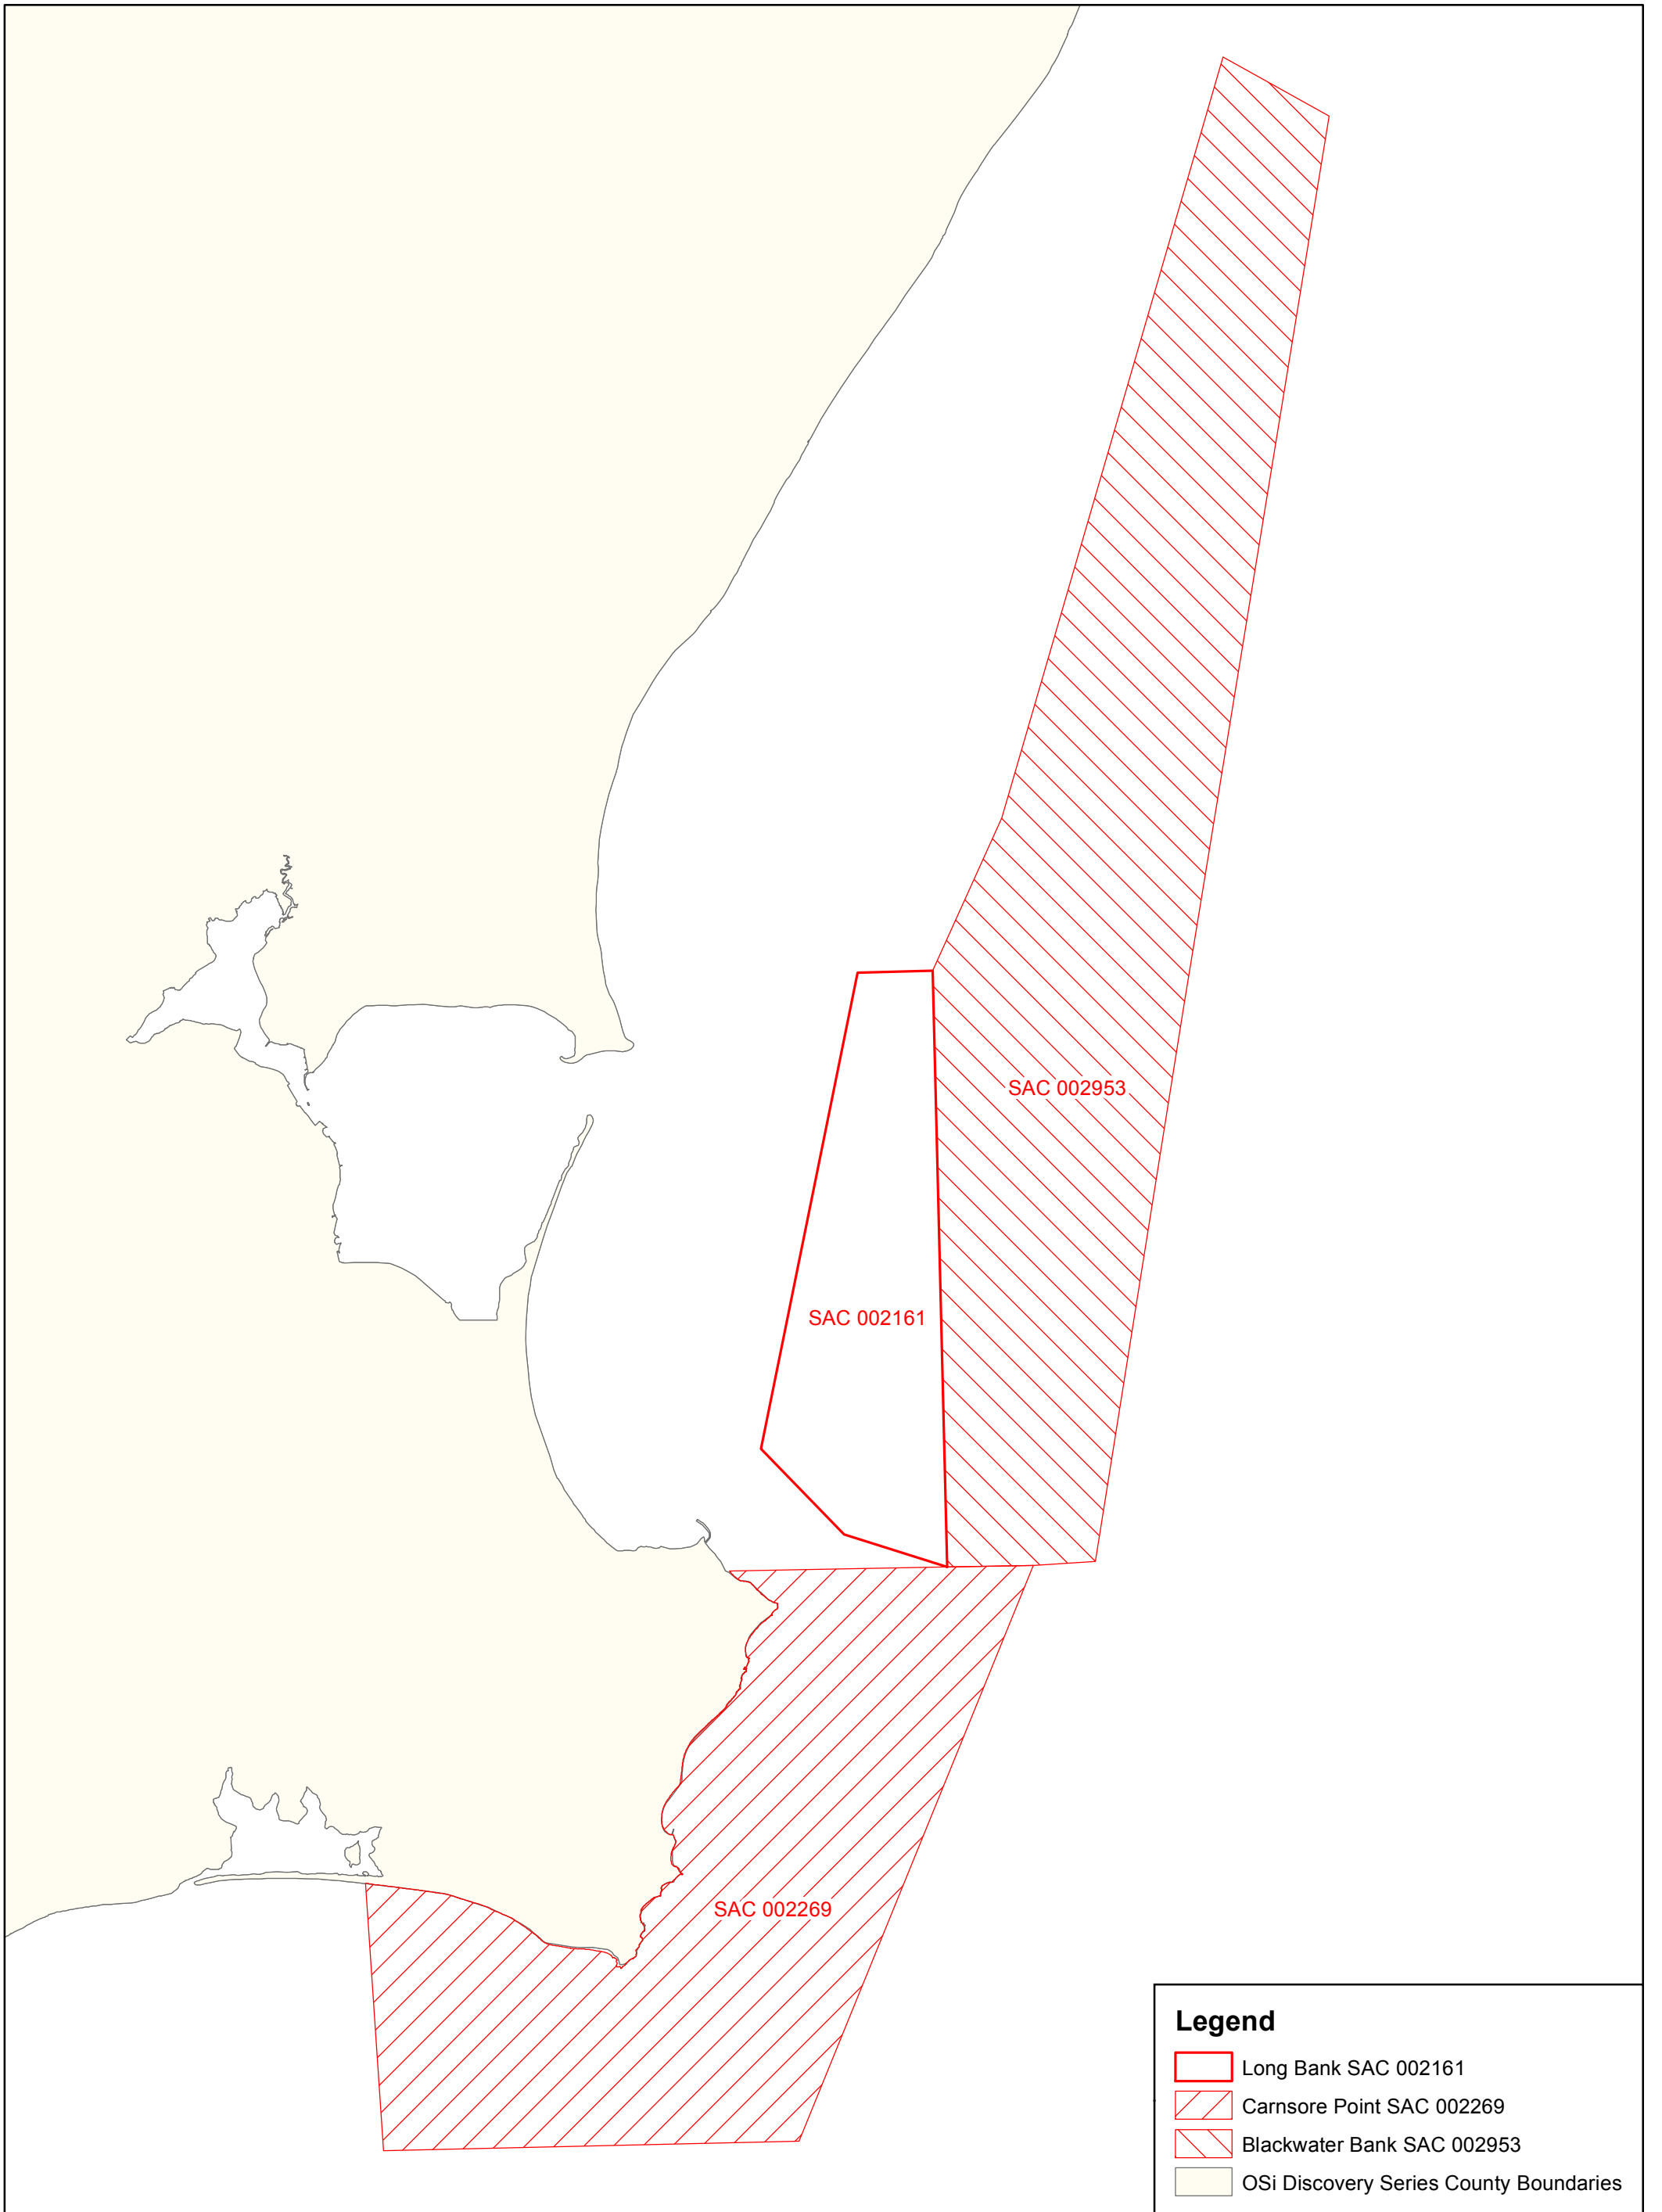 SAC 002953
SAC 002161
SAC 002269
Legend
Long Bank SAC 002161
Carnsore Point SAC 002269
Blackwater Bank SAC 002953
OSi Discovery Series County Boundaries